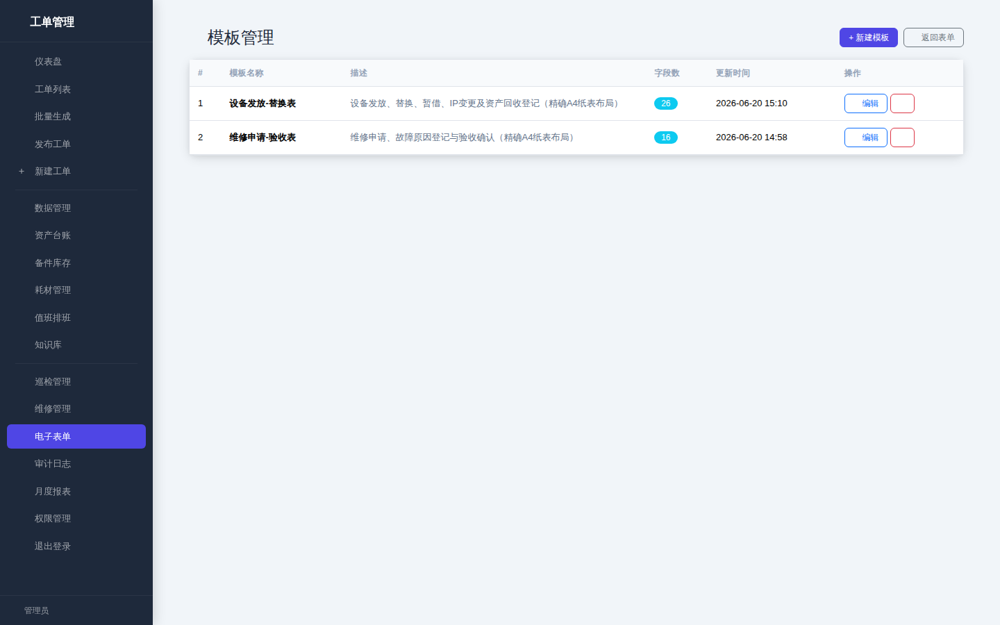 工单管理
仪表盘
工单列表
批量生成
发布工单
+ 新建工单
数据管理
资产台账
备件库存
耗材管理
值班排班
知识库
巡检管理
维修管理
电子表单
审计日志
月度报表
权限管理
退出登录
管理员
模板管理
+ 新建模板 返回表单
# 模板名称 描述 字段数 更新时间 操作
1 设备发放-替换表 设备发放、替换、暂借、IP变更及资产回收登记（精确A4纸表布局） 26 2026-06-20 15:10 编辑
2 维修申请-验收表 维修申请、故障原因登记与验收确认（精确A4纸表布局） 16 2026-06-20 14:58 编辑